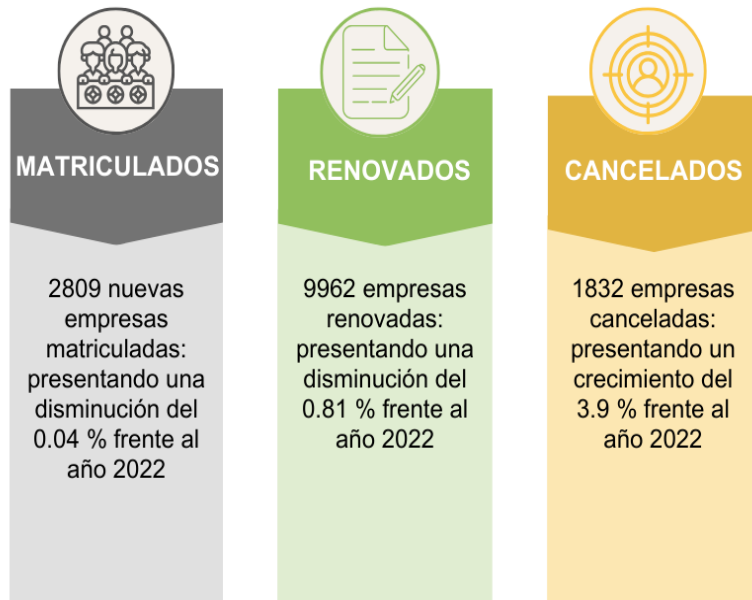 MATRICULADOS
2809 nuevas
empresas
matriculadas:
presentando una
disminución del
0.04 % frente al
año 2022
RENOVADOS
9962 empresas
renovadas:
presentando una
disminución del
0.81 % frente al
año 2022
CANCELADOS
1832 empresas
canceladas:
presentando un
crecimiento del
3.9 % frente al
año 2022